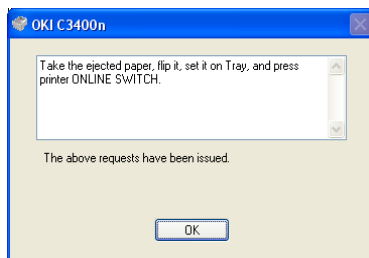 OKI C3400n
Take the ejected paper, flip it, set it on Tray, and press
printer ONLINE SWITCH.
The above requests have been issued.
OK